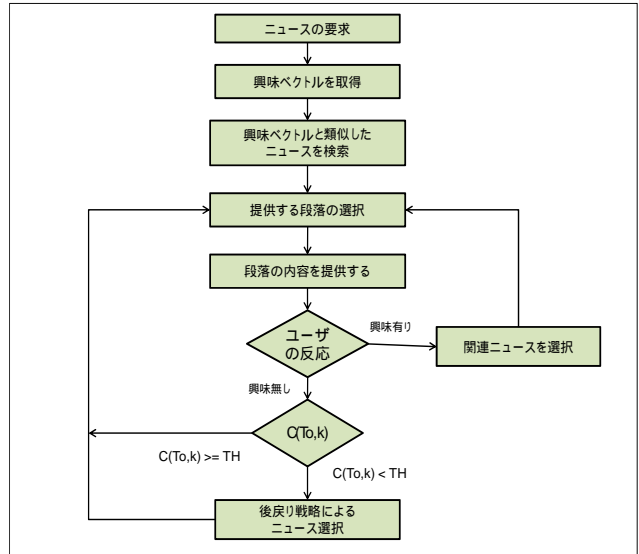 ニュースの要求
興味ベクトルを取得
興味ベクトルと類似した
ニュースを検索
提供する段落の選択
段落の内容を提供する
ユーザ
の反応
興味有り
関連ニュースを選択
興味無し
C(To,k)
C(To,k) >= TH
C(To,k) < TH
後戻り戦略による
ニュース選択